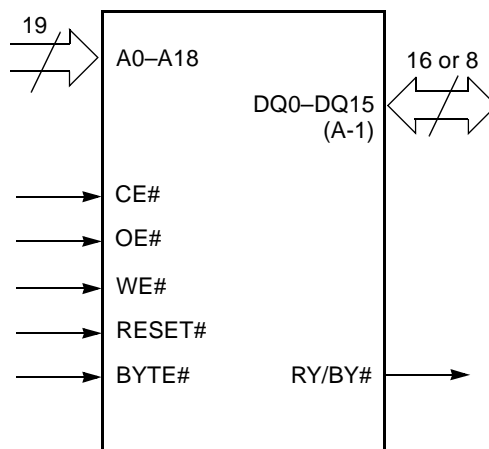 19
A0–A18
16 or 8
DQ0–DQ15
(A-1)
CE#
OE#
WE#
RESET#
BYTE#
RY/BY#